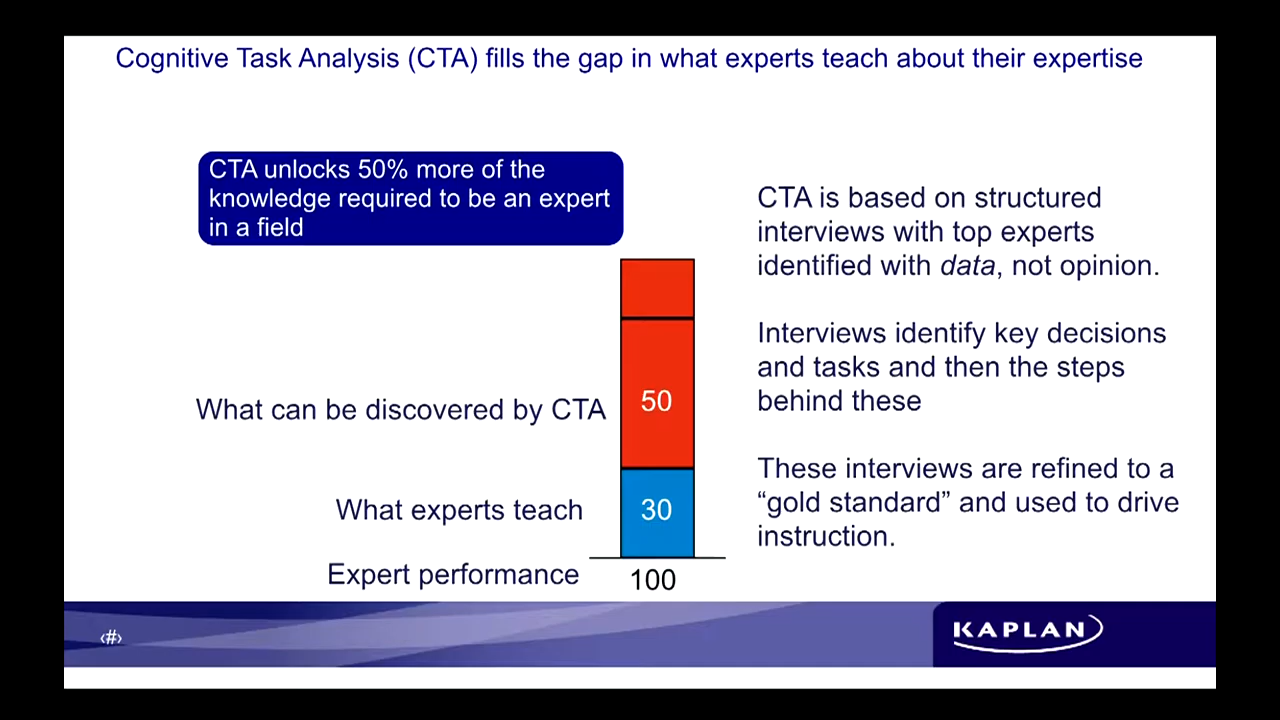 Cognitive Task Analysis (CTA) fills the gap in what experts teach about their expertise
CTA unlocks 50% more of the
knowledge required to be an expert
in a field
What can be discovered by CTA
50
What experts teach
30
Expert performance
100
CTA is based on structured
interviews with top experts
identified with data, not opinion.
Interviews identify key decisions
and tasks and then the steps
behind these
These interviews are refined to a
“gold standard” and used to drive
instruction.
‹#›
KAPLAN